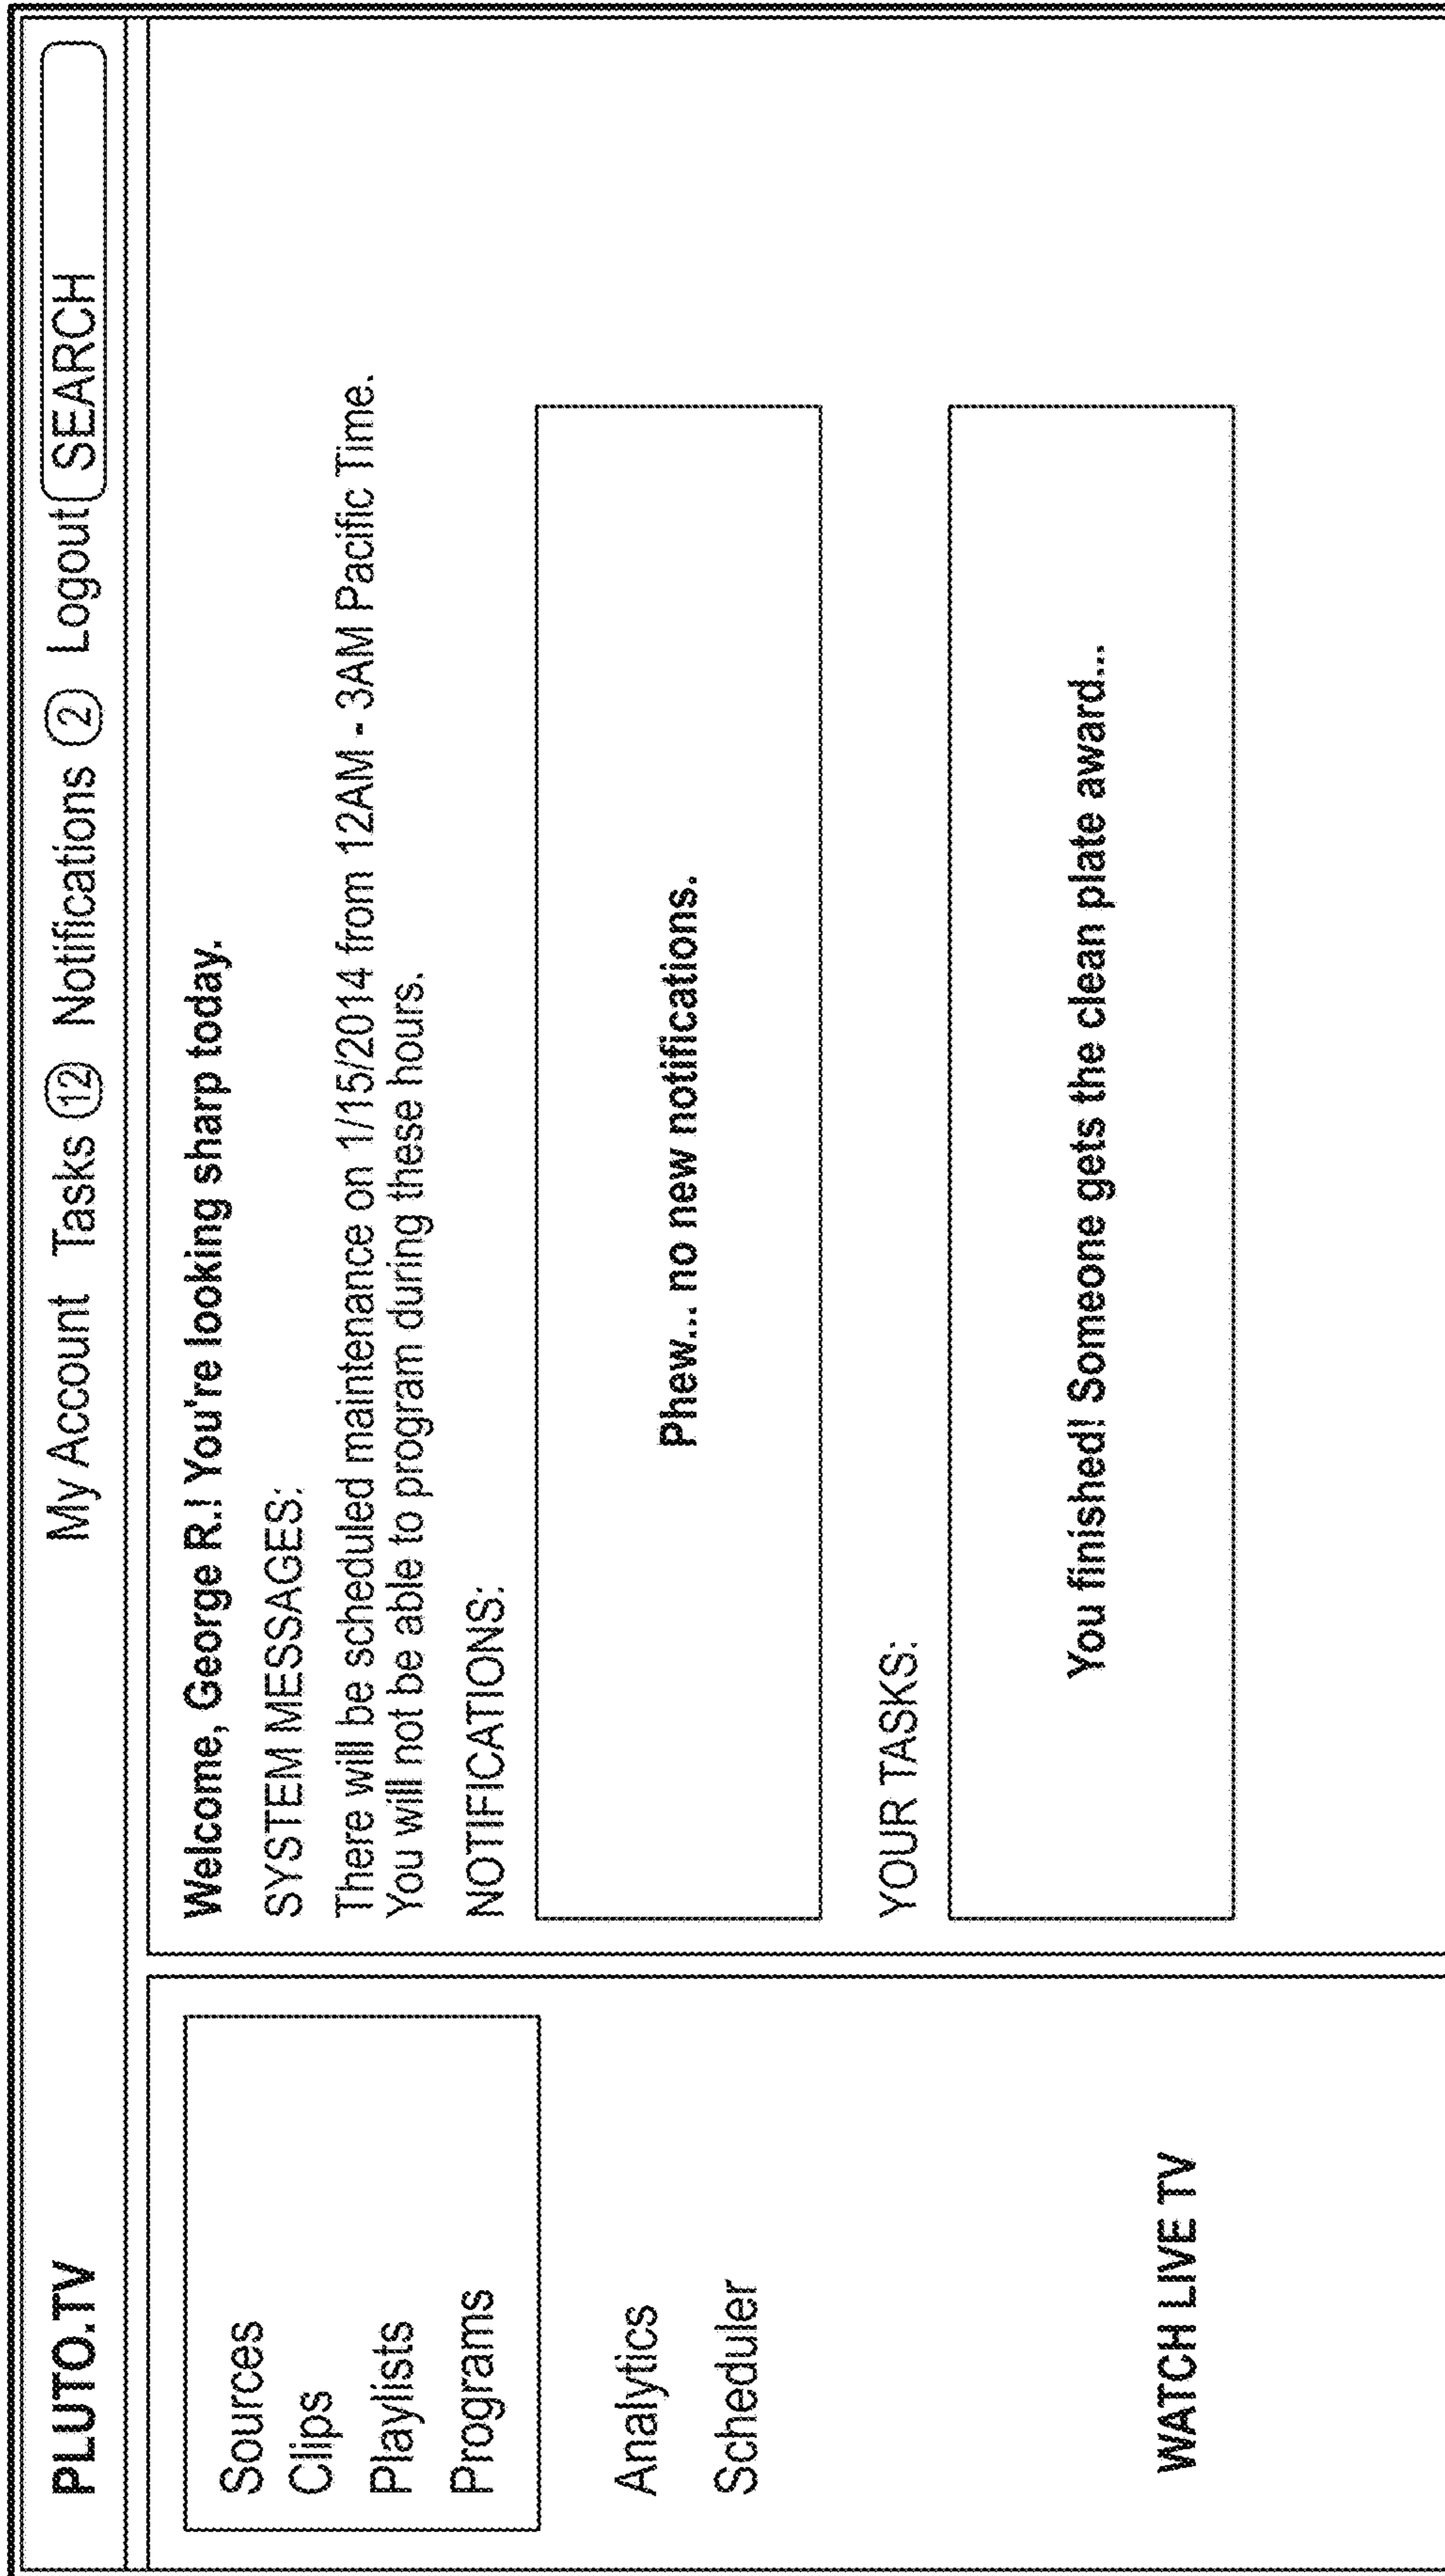 PLUTO.TV My Account Tasks 12 Notifications 2 Logout SEARCH
Sources
Clips
Playlists
Programs
Analytics
Scheduler
WATCH LIVE TV
Welcome, George R.! You're looking sharp today.
SYSTEM MESSAGES:
There will be scheduled maintenance on 1/15/2014 from 12AM - 3AM Pacific Time.
You will not be able to program during these hours.
NOTIFICATIONS:
Phew... no new notifications.
YOUR TASKS:
You finished! Someone gets the clean plate award...